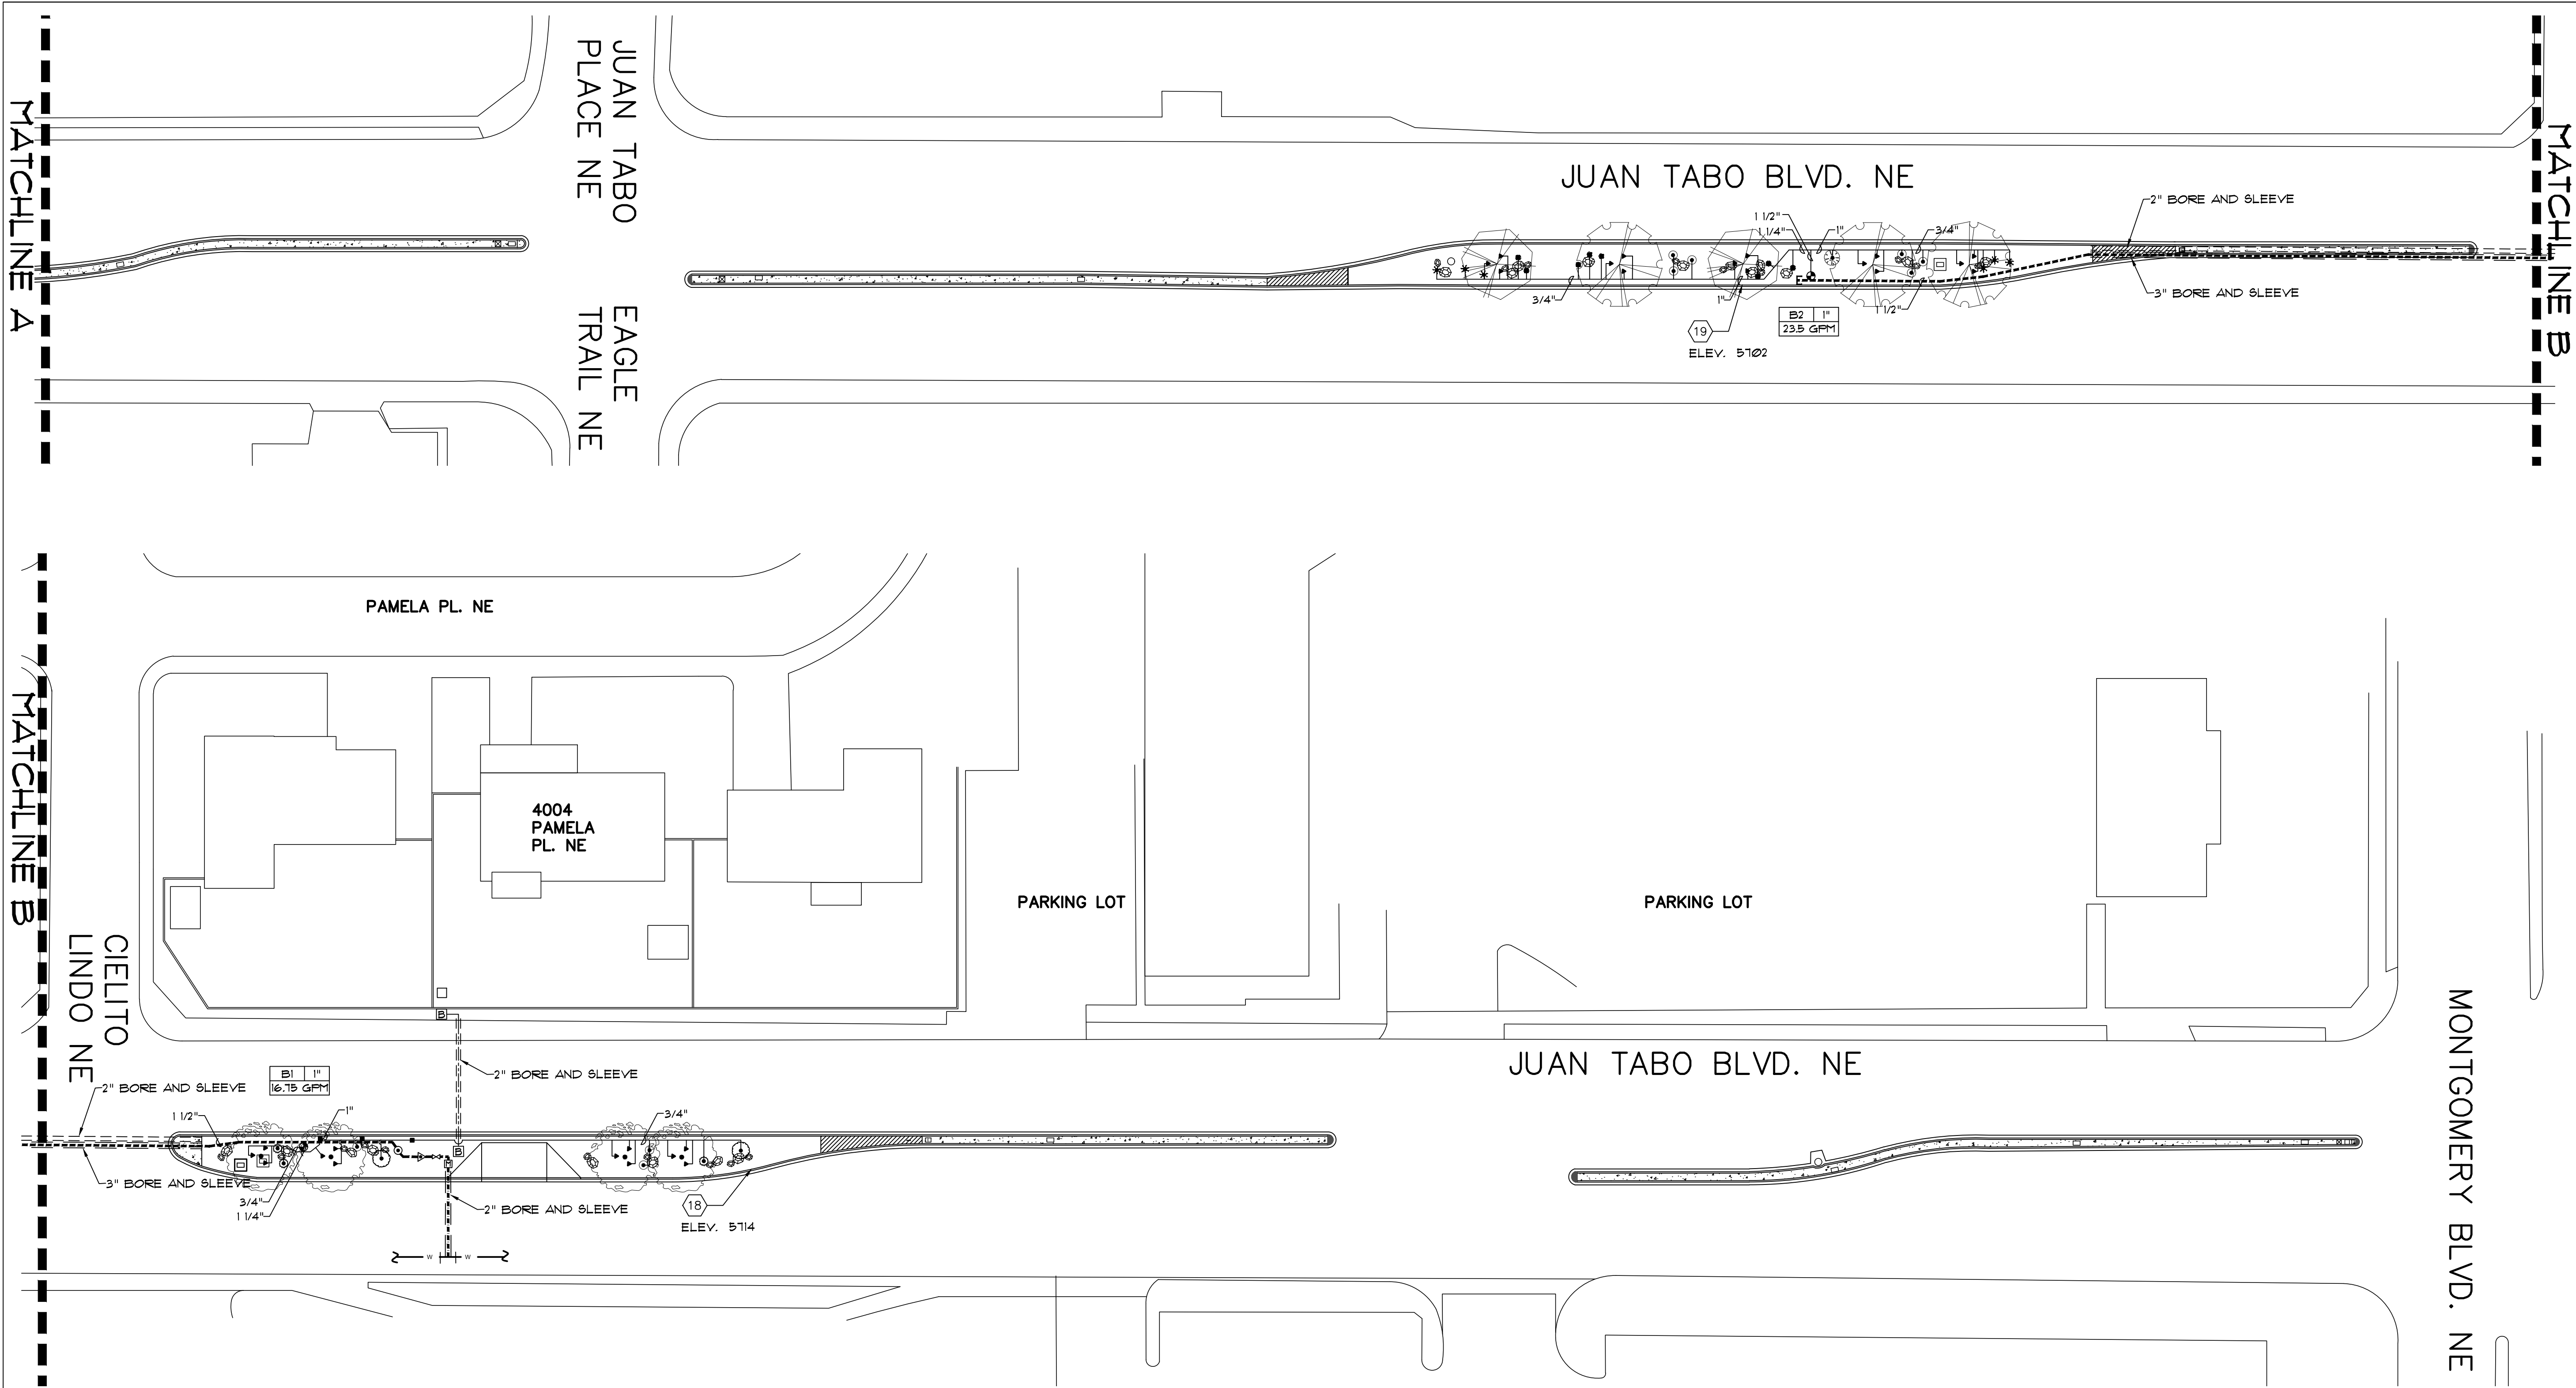 MATCHLINE A
JUAN TABO
PLACE NE
EAGLE
TRAIL NE
JUAN TABO BLVD. NE
2" BORE AND SLEEVE
3" BORE AND SLEEVE
1 1/2"
1 1/4"
1"
3/4"
3/4"
1"
1 1/2"
19
ELEV. 5702
B2 1"
23.5 GPM
MATCHLINE B
MATCHLINE B
PAMELA PL. NE
4004
PAMELA
PL. NE
PARKING LOT
PARKING LOT
CIELITO
LINDO NE
JUAN TABO BLVD. NE
MONTGOMERY BLVD. NE
B
2" BORE AND SLEEVE
B1 1"
16.75 GPM
2" BORE AND SLEEVE
1 1/2"
1"
3/4"
B
3" BORE AND SLEEVE
3/4"
1 1/4"
2" BORE AND SLEEVE
18
ELEV. 5714
W W